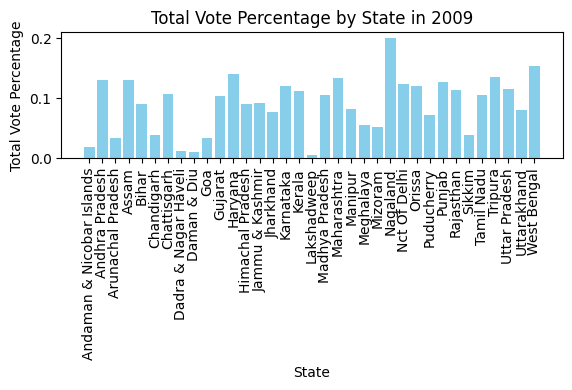 Total Vote Percentage by State in 2009
Total Vote Percentage
0.2
0.1
0.0
Andaman & Nicobar Islands
Andhra Pradesh
Arunachal Pradesh
Assam
Bihar
Chandigarh
Chattisgarh
Dadra & Nagar Haveli
Daman & Diu
Goa
Gujarat
Haryana
Himachal Pradesh
Jammu & Kashmir
Jharkhand
Karnataka
Kerala
Lakshadweep
Madhya Pradesh
Maharashtra
Manipur
Meghalaya
Mizoram
Nagaland
Nct Of Delhi
Orissa
Puducherry
Punjab
Rajasthan
Sikkim
Tamil Nadu
Tripura
Uttar Pradesh
Uttarakhand
West Bengal
State